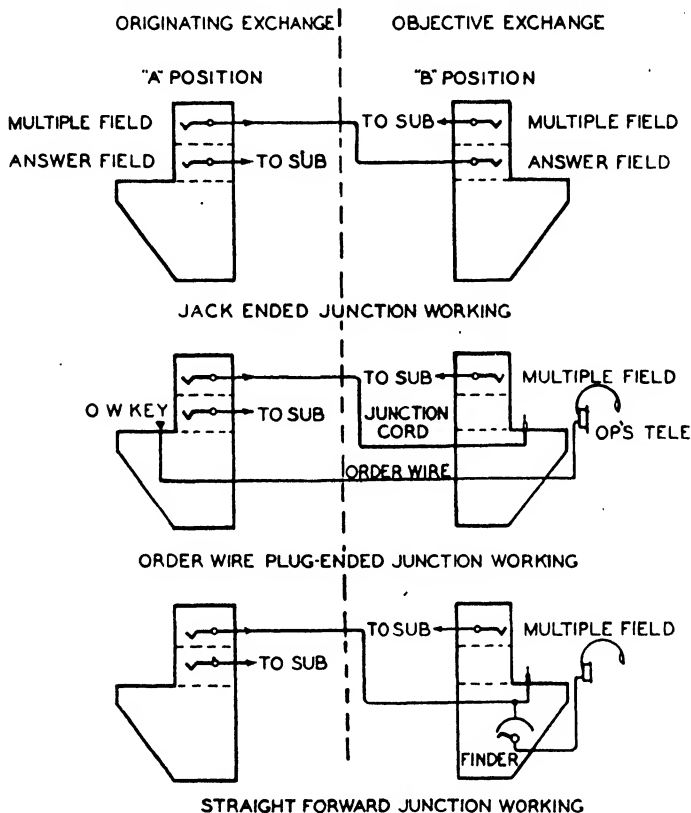 ORIGINATING EXCHANGE OBJECTIVE EXCHANGE
"A" POSITION "B" POSITION
MULTIPLE FIELD TO SUB MULTIPLE FIELD
ANSWER FIELD TO SUB ANSWER FIELD
JACK ENDED JUNCTION WORKING
TO SUB MULTIPLE FIELD
O W KEY TO SUB JUNCTION CORD OP'S TELE
ORDER WIRE
ORDER WIRE PLUG-ENDED JUNCTION WORKING
TO SUB MULTIPLE FIELD
TO SUB
FINDER
STRAIGHT FORWARD JUNCTION WORKING